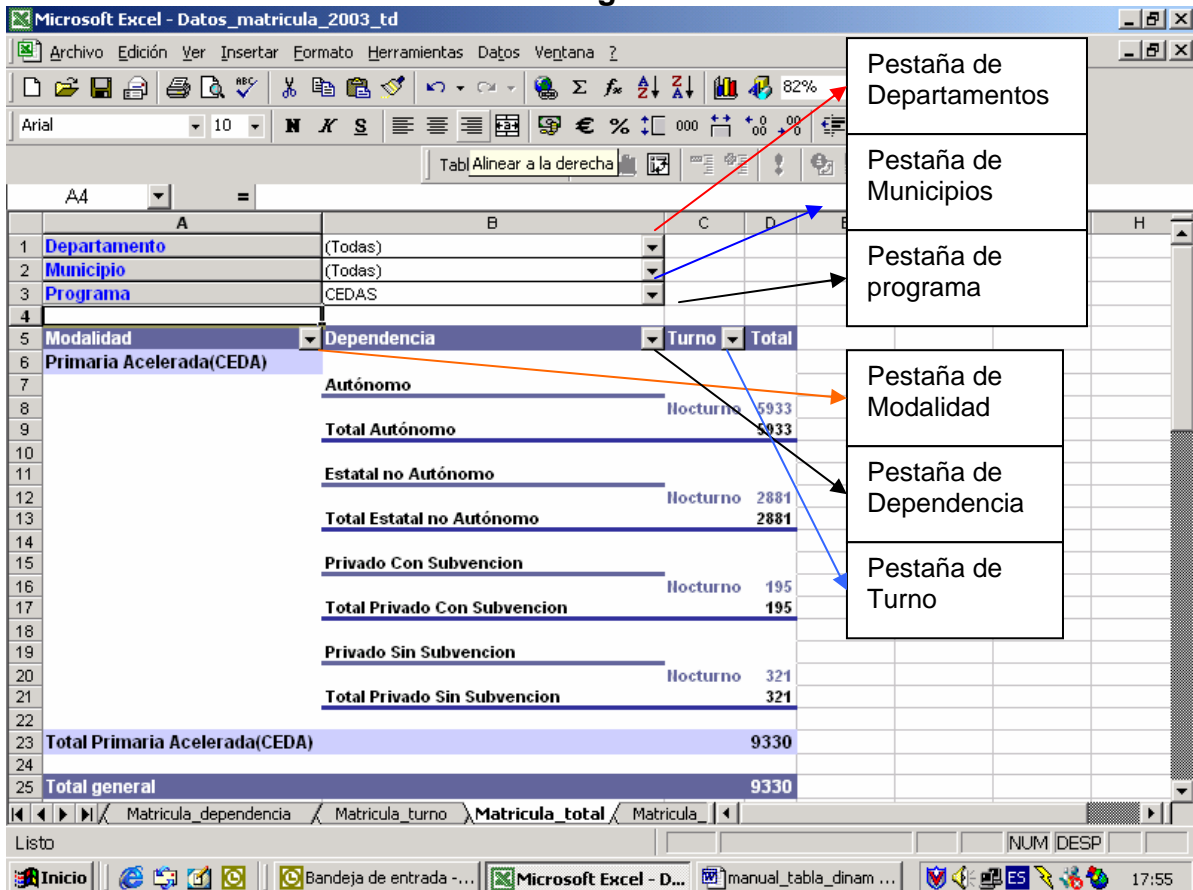 g
Microsoft Excel - Datos_matricula_2003_td
Archivo Edición Ver Insertar Formato Herramientas Datos Ventana ?
82%
Arial 10 N K S € % 000
Tabl Alinear a la derecha
A4 =
A B C D H
1 Departamento (Todas)
2 Municipio (Todas)
3 Programa CEDAS
4
5 Modalidad Dependencia Turno Total
6 Primaria Acelerada(CEDA)
7 Autónomo
8 Nocturno 5933
9 Total Autónomo 5933
10
11 Estatal no Autónomo
12 Nocturno 2881
13 Total Estatal no Autónomo 2881
14
15 Privado Con Subvencion
16 Nocturno 195
17 Total Privado Con Subvencion 195
18
19 Privado Sin Subvencion
20 Nocturno 321
21 Total Privado Sin Subvencion 321
22
23 Total Primaria Acelerada(CEDA) 9330
24
25 Total general 9330
Pestaña de
Departamentos
Pestaña de
Municipios
Pestaña de
programa
Pestaña de
Modalidad
Pestaña de
Dependencia
Pestaña de
Turno
Matricula_dependencia Matricula_turno Matricula_total Matricula_
Listo NUM DESP
Inicio Bandeja de entrada -... Microsoft Excel - D... manual_tabla_dinam ... ES 17:55